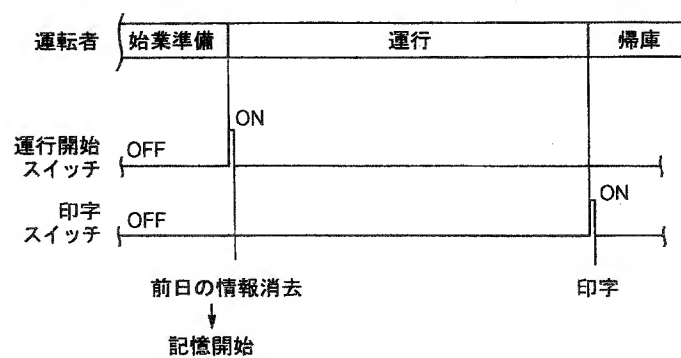 運転者 始業準備 運行 帰庫
ON
運行開始
スイッチ
OFF
ON
印字
スイッチ
OFF
前日の情報消去
印字
記憶開始